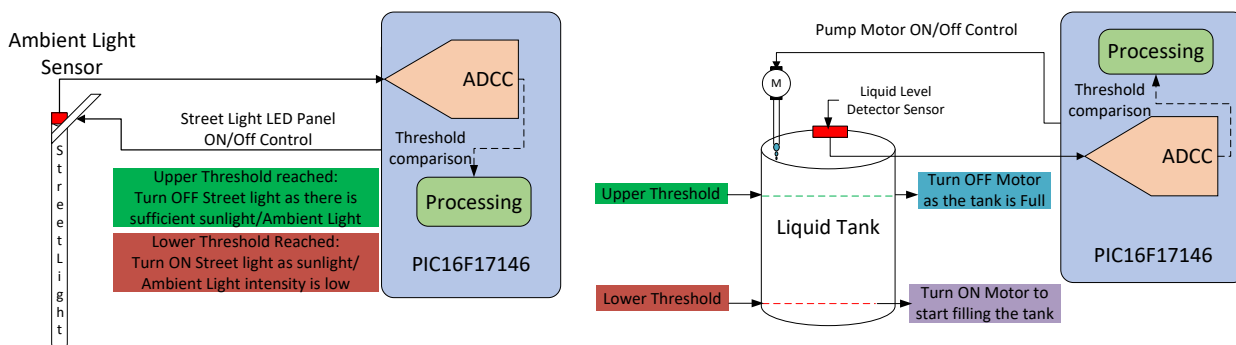 Ambient Light
Sensor
ADCC
Street Light LED Panel
ON/Off Control
Threshold
comparison
Processing
PIC16F17146
Upper Threshold reached:
Turn OFF Street light as there is
sufficient sunlight/Ambient Light
Lower Threshold Reached:
Turn ON Street light as sunlight/
Ambient Light intensity is low
StreetLight
Pump Motor ON/Off Control
M
Liquid Level
Detector Sensor
Processing
Threshold
comparison
ADCC
PIC16F17146
Upper Threshold
Turn OFF Motor
as the tank is Full
Liquid Tank
Lower Threshold
Turn ON Motor to
start filling the tank